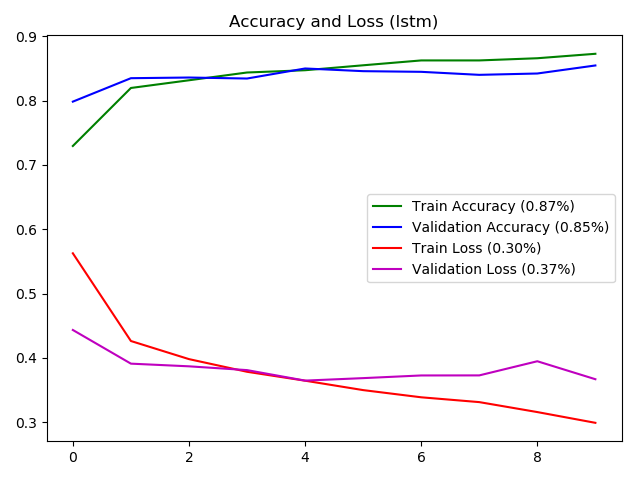 Accuracy and Loss (lstm)
0.9
0.8
0.7
0.6
0.5
0.4
0.3
Train Accuracy (0.87%)
Validation Accuracy (0.85%)
Train Loss (0.30%)
Validation Loss (0.37%)
0 2 4 6 8